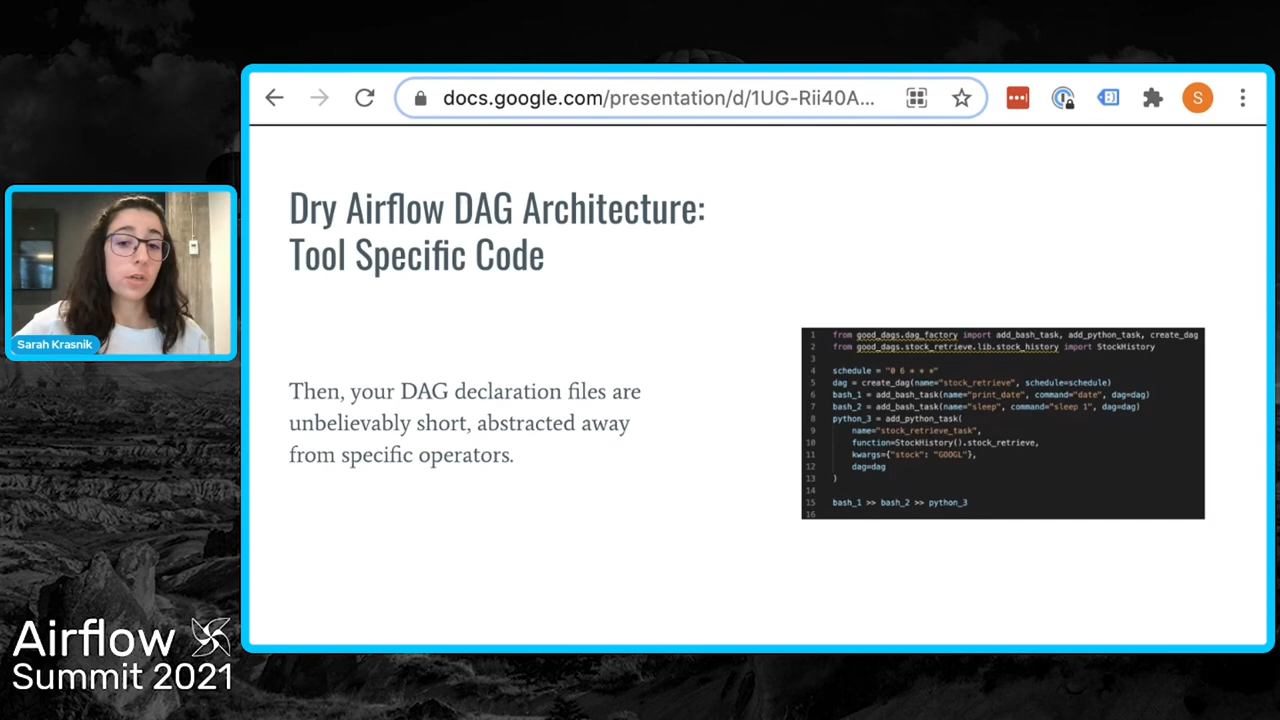 docs.google.com/presentation/d/1UG-Rii40A...
S
Dry Airflow DAG Architecture:
Tool Specific Code
Then, your DAG declaration files are
unbelievably short, abstracted away
from specific operators.
1 from good_dags.dag_factory import add_bash_task, add_python_task, create_dag
2 from good_dags.stock_retrieve.lib.stock_history import StockHistory
3
4 schedule = "0 6 * * *"
5 dag = create_dag(name="stock_retrieve", schedule=schedule)
6 bash_1 = add_bash_task(name="print_date", command="date", dag=dag)
7 bash_2 = add_bash_task(name="sleep", command="sleep 1", dag=dag)
8 python_3 = add_python_task(
9 name="stock_retrieve_task",
10 function=StockHistory().stock_retrieve,
11 kwargs={"stock": "GOOGL"},
12 dag=dag
13 )
14
15 bash_1 >> bash_2 >> python_3
16
Sarah Krasnik
Airflow
Summit 2021